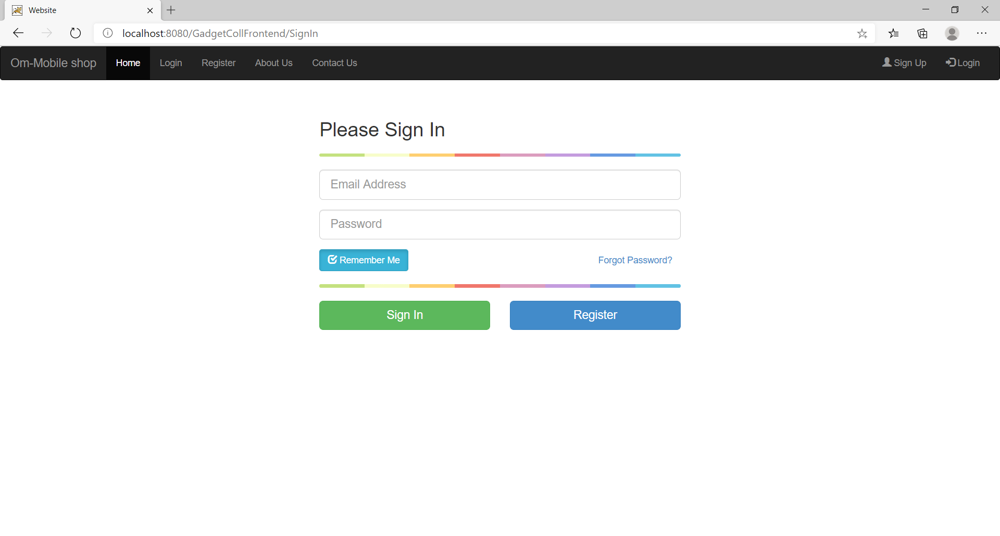 Website
localhost:8080/GadgetCollFrontend/SignIn
Om-Mobile shop Home Login Register About Us Contact Us Sign Up Login
Please Sign In
Email Address
Password
Remember Me Forgot Password?
Sign In Register